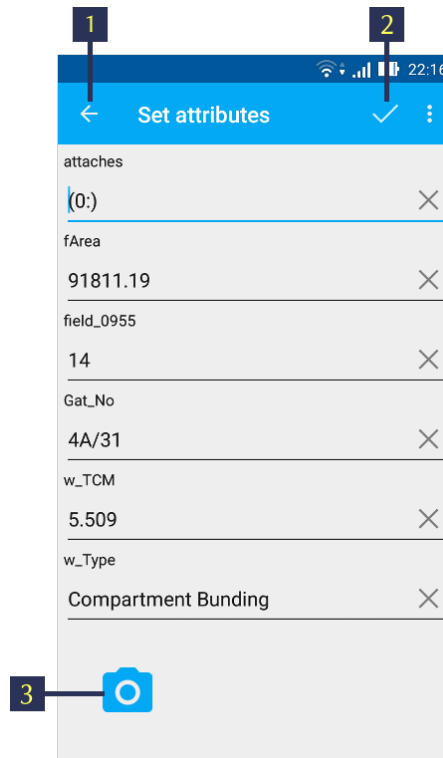 1
2
22:16
Set attributes
attaches
(0:)
fArea
91811.19
field_0955
14
Gat_No
4A/31
w_TCM
5.509
w_Type
Compartment Bunding
3